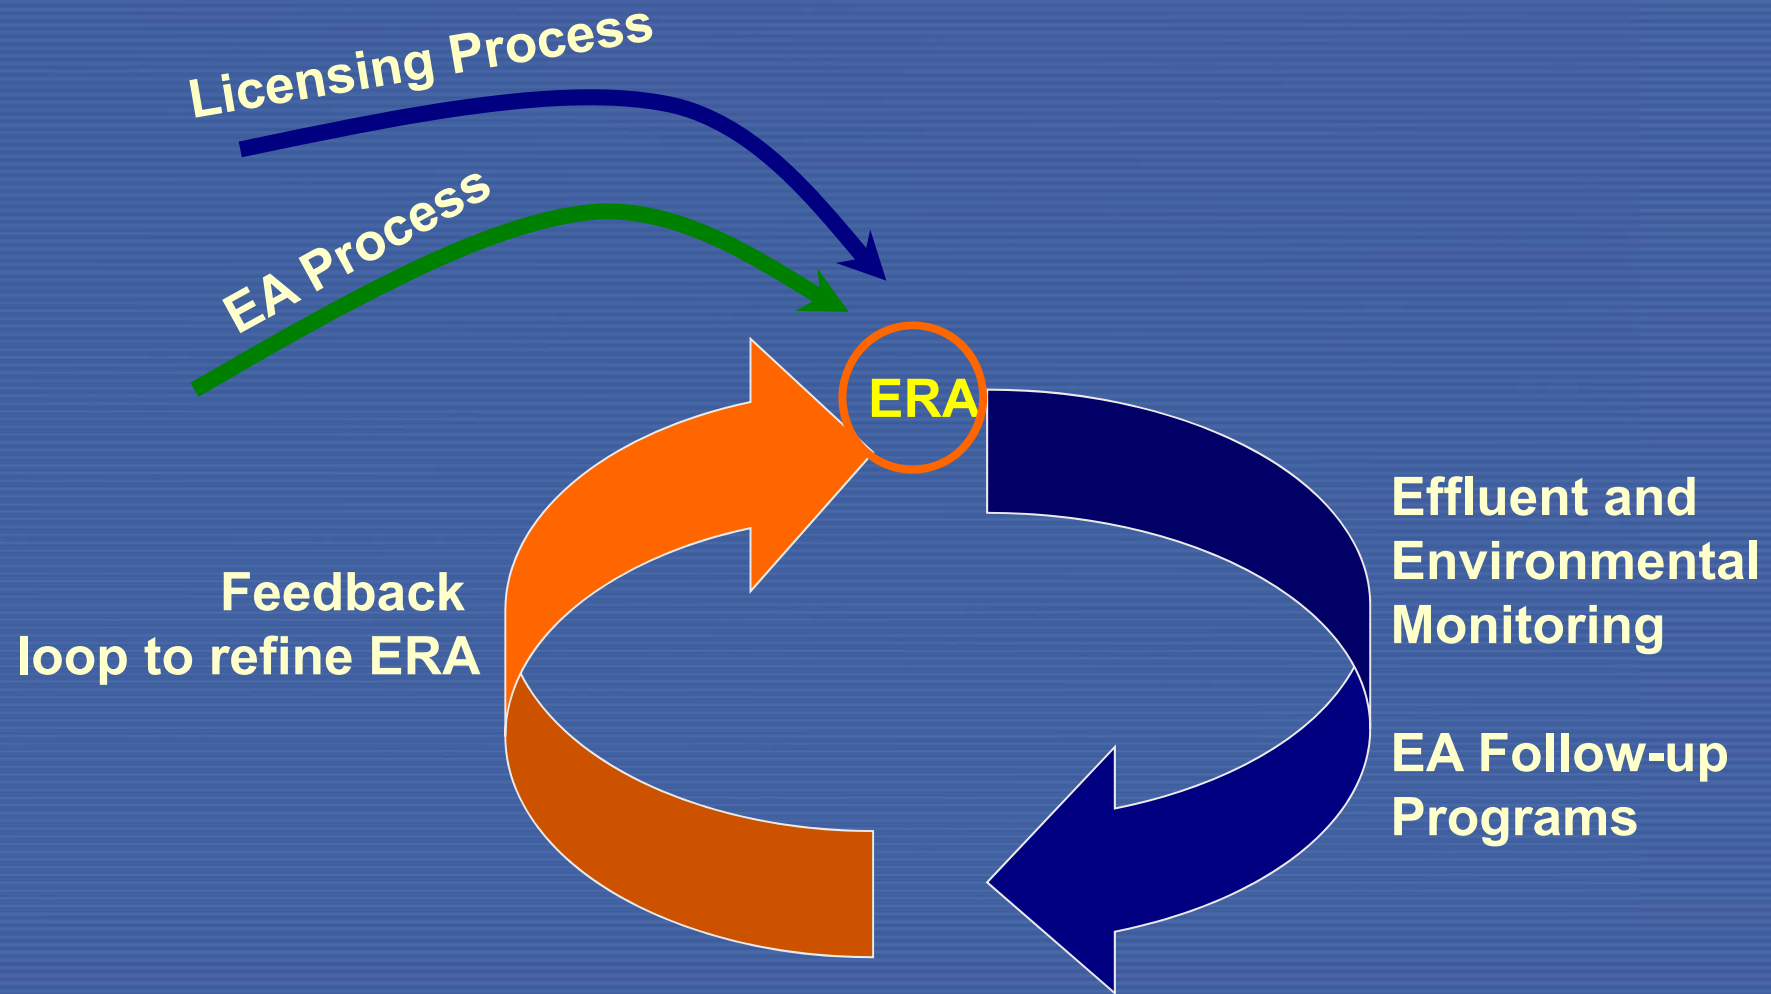 Licensing Process
EA Process
ERA
Effluent and
Environmental
Monitoring
Feedback
loop to refine ERA
EA Follow-up
Programs